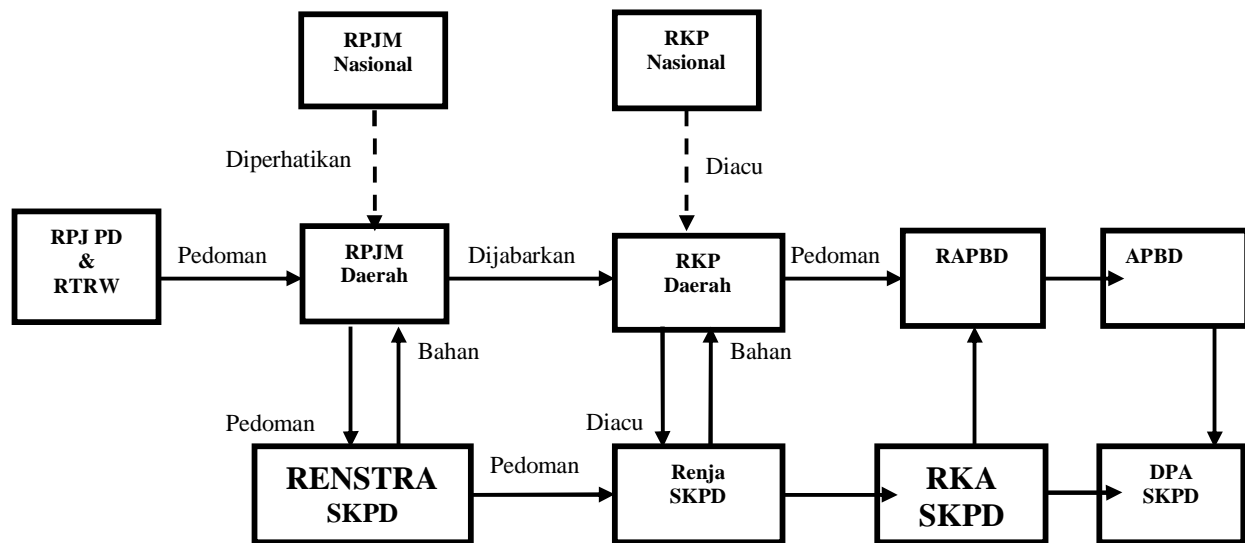 RPJM
Nasional
RKP
Nasional
Diperhatikan
Diacu
RPJ PD
&
RTRW
Pedoman
RPJM
Daerah
Dijabarkan
RKP
Daerah
Pedoman
RAPBD
APBD
Bahan
Bahan
Pedoman
Diacu
RENSTRA
SKPD
Pedoman
Renja
SKPD
RKA
SKPD
DPA
SKPD